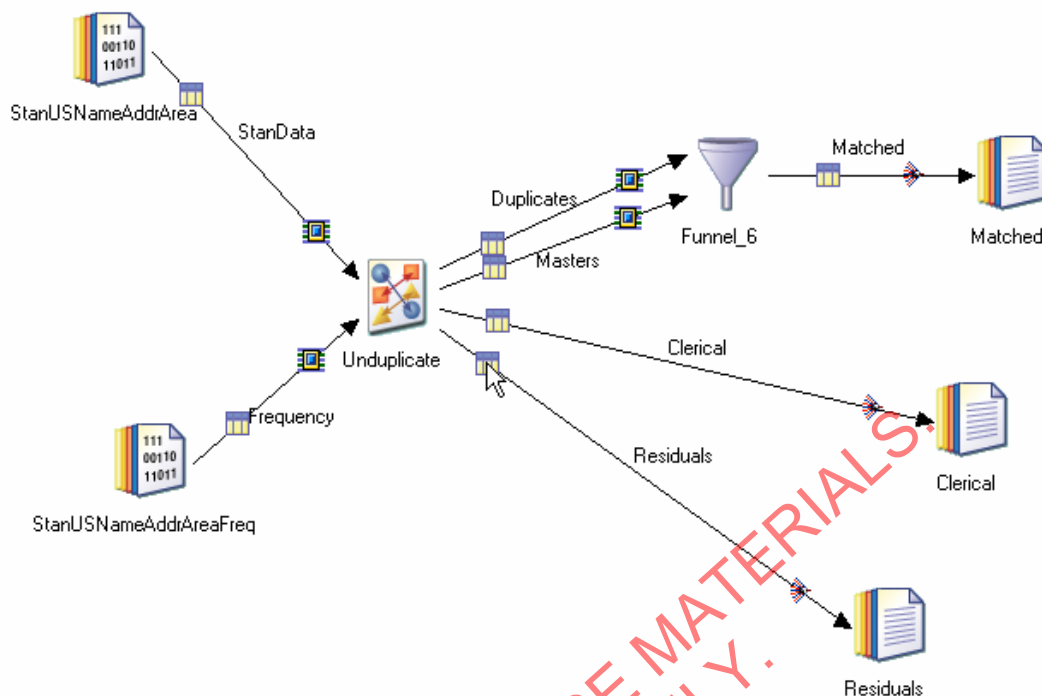 111
00110
11011
StanUSNameAddrArea
StanData
Matched
Duplicates
Funnel_6
Matched
Masters
Unduplicate
Clerical
Frequency
111
00110
11011
Residuals
Clerical
StanUSNameAddrAreaFreq
MATERIALS.
Residuals